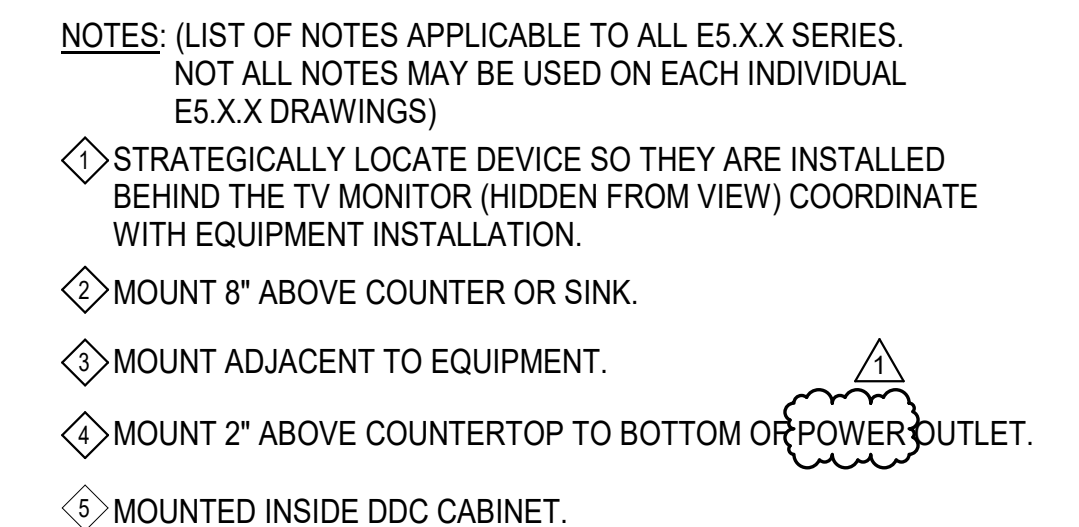 NOTES: (LIST OF NOTES APPLICABLE TO ALL E5.X.X SERIES.
NOT ALL NOTES MAY BE USED ON EACH INDIVIDUAL
E5.X.X DRAWINGS)
1 STRATEGICALLY LOCATE DEVICE SO THEY ARE INSTALLED
BEHIND THE TV MONITOR (HIDDEN FROM VIEW) COORDINATE
WITH EQUIPMENT INSTALLATION.
2 MOUNT 8" ABOVE COUNTER OR SINK.
3 MOUNT ADJACENT TO EQUIPMENT.
1
4 MOUNT 2" ABOVE COUNTERTOP TO BOTTOM OF POWER OUTLET.
5 MOUNTED INSIDE DDC CABINET.